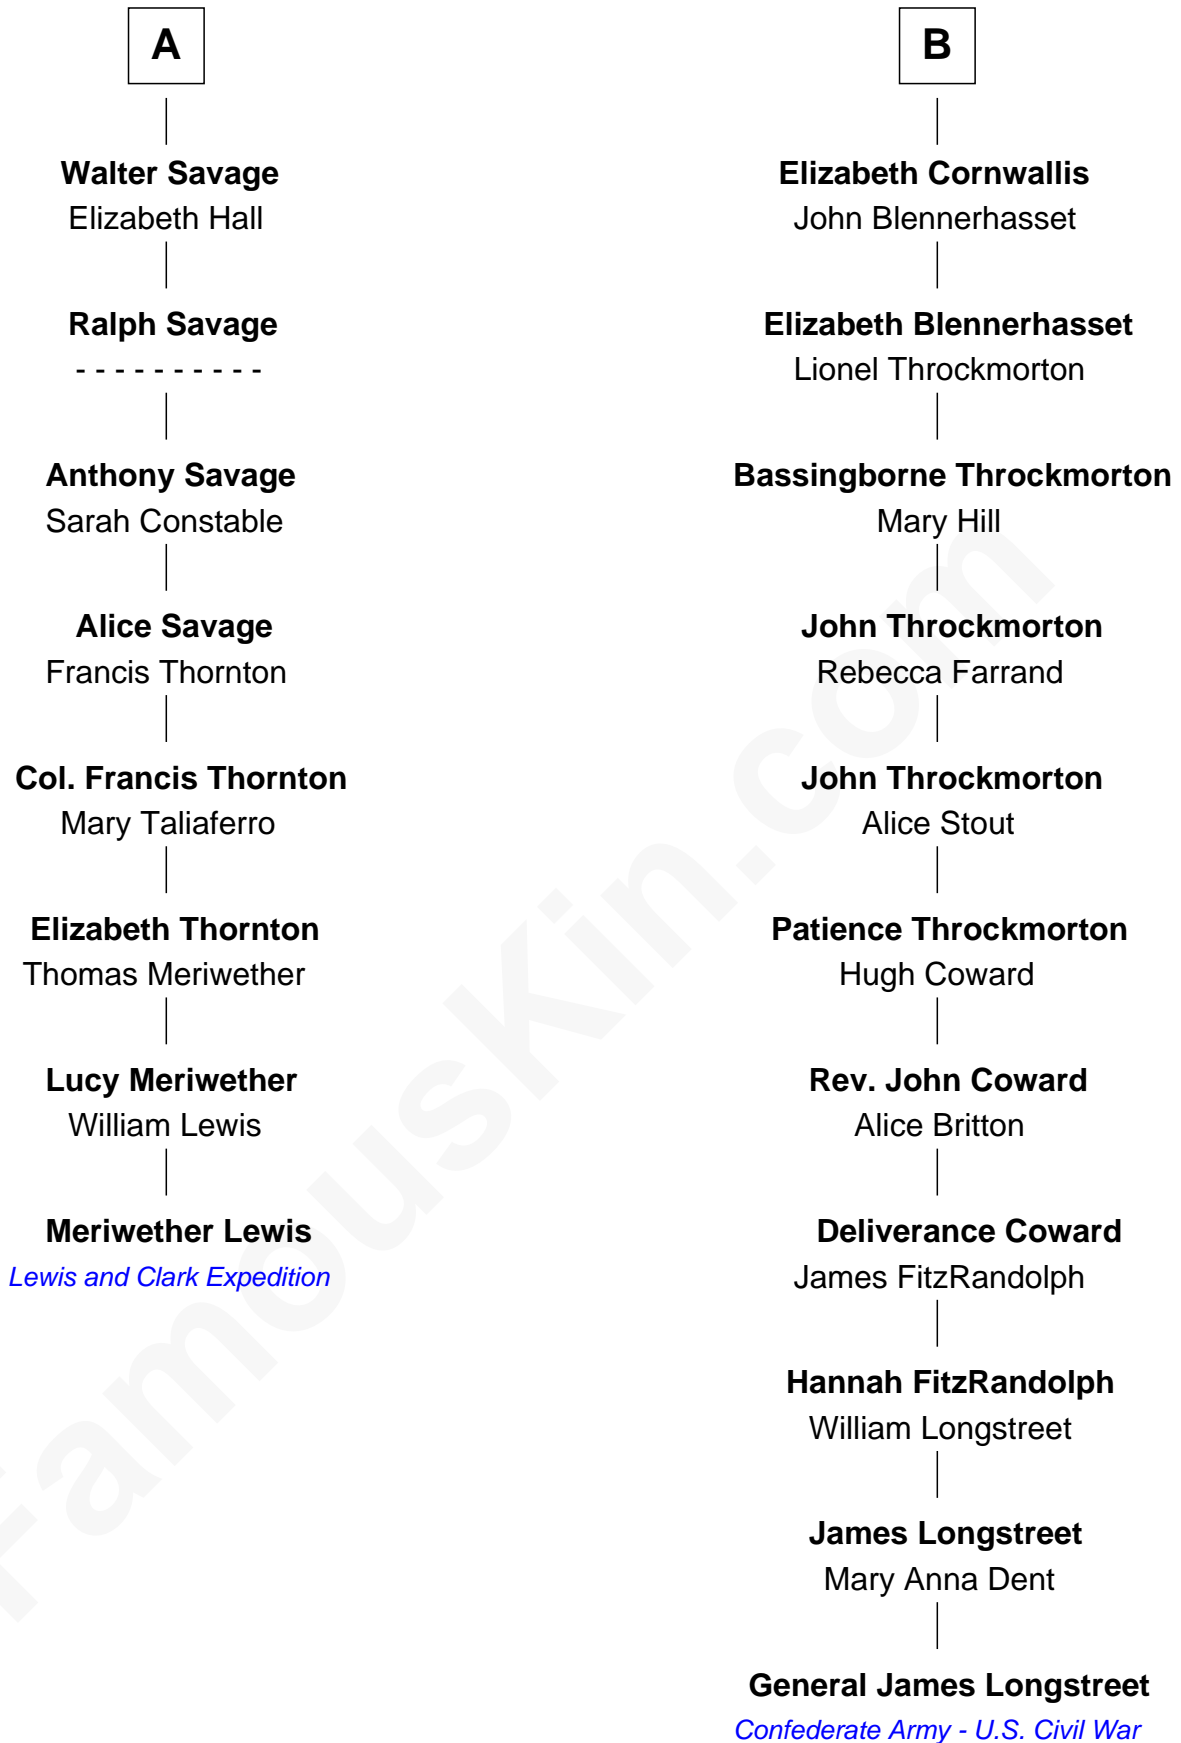 A
Walter Savage
Elizabeth Hall
Ralph Savage
- - - - - - - - - -
Anthony Savage
Sarah Constable
Alice Savage
Francis Thornton
Col. Francis Thornton
Mary Taliaferro
Elizabeth Thornton
Thomas Meriwether
Lucy Meriwether
William Lewis
Meriwether Lewis
Lewis and Clark Expedition
B
Elizabeth Cornwallis
John Blennerhasset
Elizabeth Blennerhasset
Lionel Throckmorton
Bassingborne Throckmorton
Mary Hill
John Throckmorton
Rebecca Farrand
John Throckmorton
Alice Stout
Patience Throckmorton
Hugh Coward
Rev. John Coward
Alice Britton
Deliverance Coward
James FitzRandolph
Hannah FitzRandolph
William Longstreet
James Longstreet
Mary Anna Dent
General James Longstreet
Confederate Army - U.S. Civil War
FamousKin.com